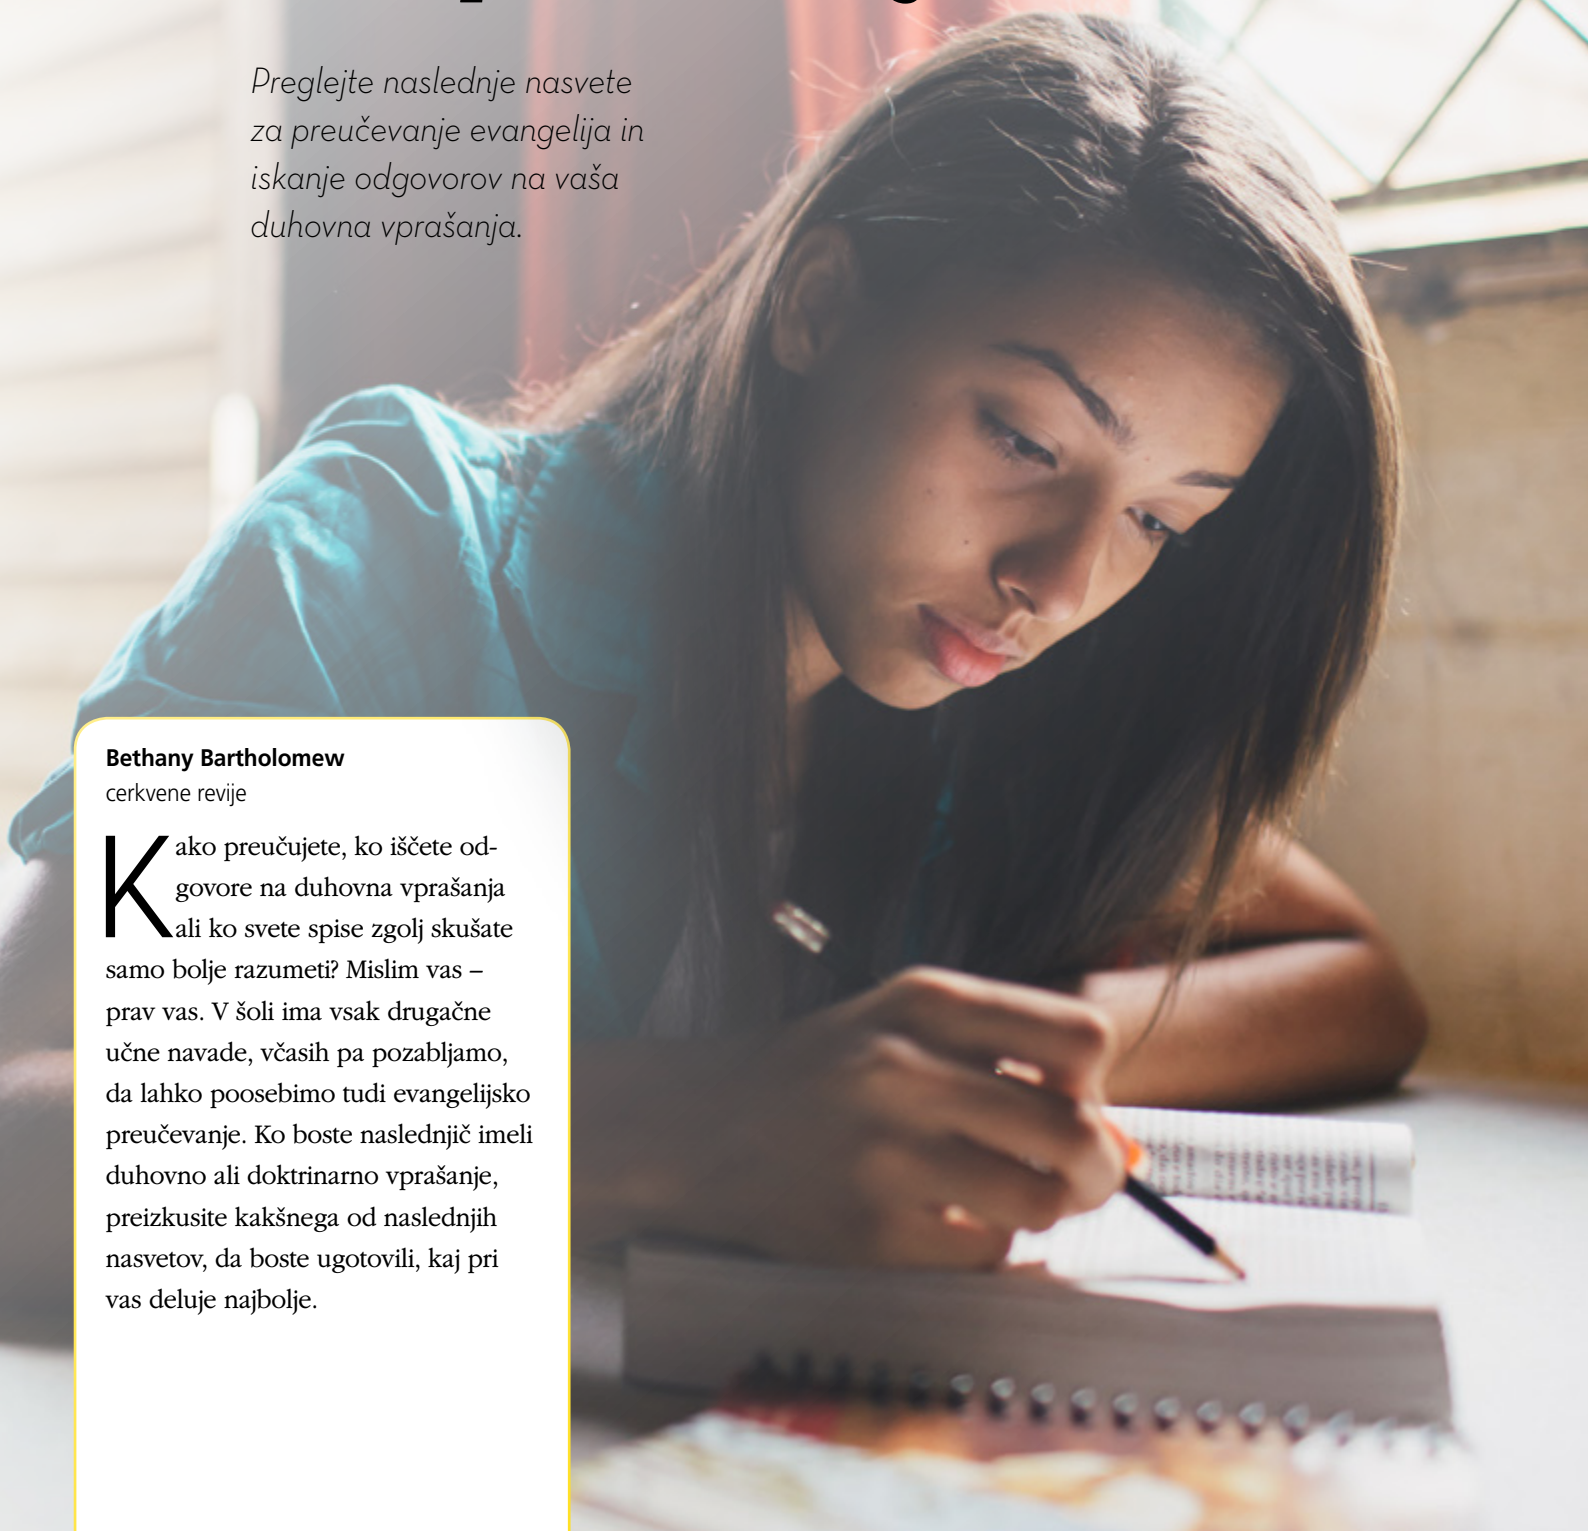 Preglejte naslednje nasvete
za preučevanje evangelija in
iskanje odgovorov na vaša
duhovna vprašanja.
Bethany Bartholomew
cerkvene revije
Kako preučujete, ko iščete od-
govore na duhovna vprašanja
ali ko svete spise zgolj skušate
samo bolje razumeti? Mislim vas –
prav vas. V šoli ima vsak drugačne
učne navade, včasih pa pozabljamo,
da lahko poosebimo tudi evangelijsko
preučevanje. Ko boste naslednjič imeli
duhovno ali doktrinarno vprašanje,
preizkusite kakšnega od naslednjih
nasvetov, da boste ugotovili, kaj pri
vas deluje najbolje.